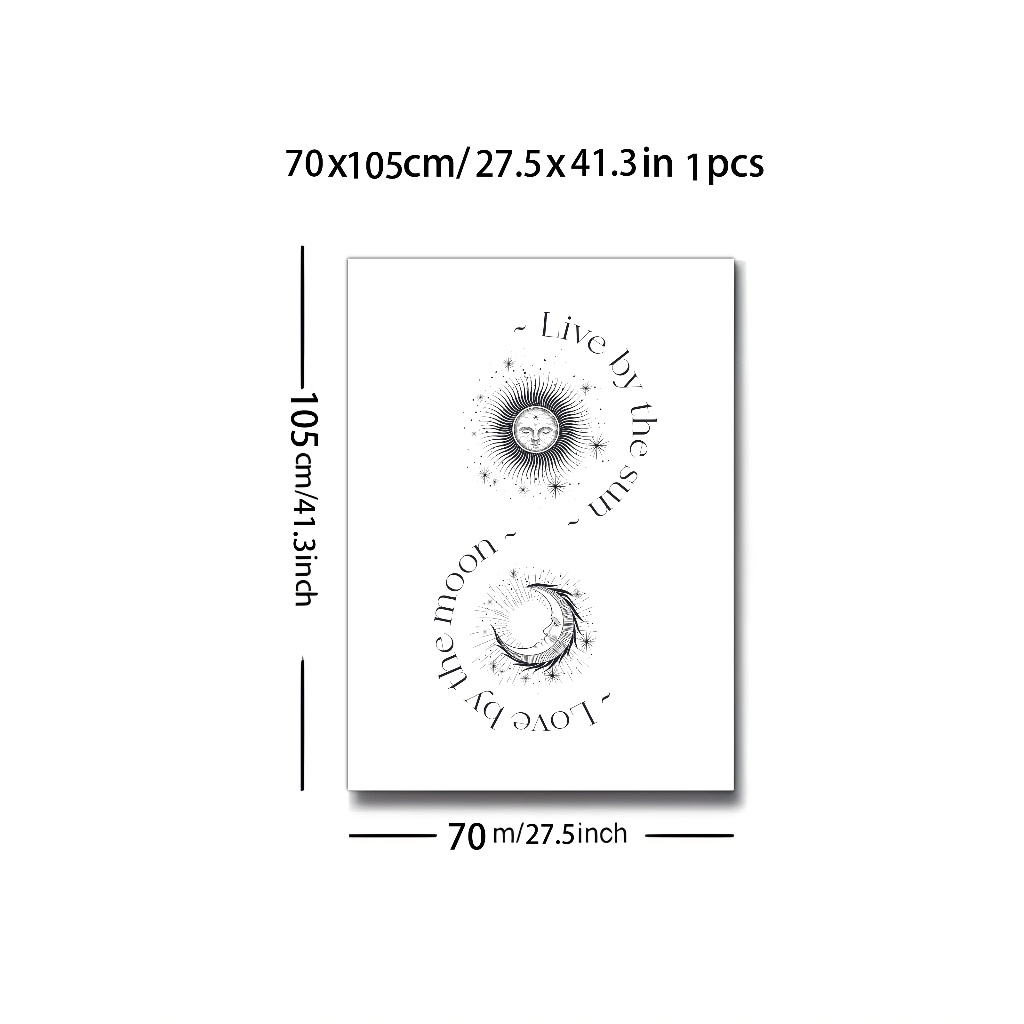 70x105cm/27.5x41.3in 1pcs
~ Live by the sun ~
~ Love by the moon ~
105cm/41.3inch
70 m/27.5inch